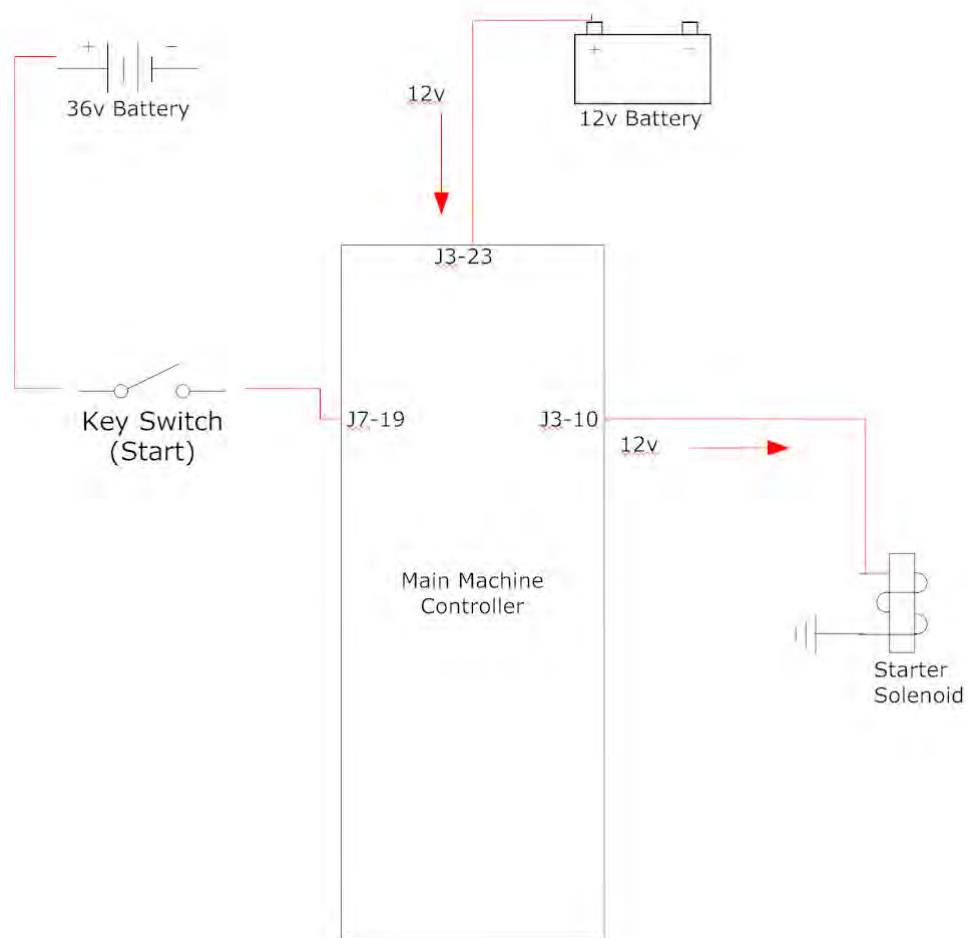 + −
36v Battery
12v
+ −
12v Battery
J3-23
Key Switch
(Start)
J7-19
J3-10
12v
Main Machine
Controller
Starter
Solenoid